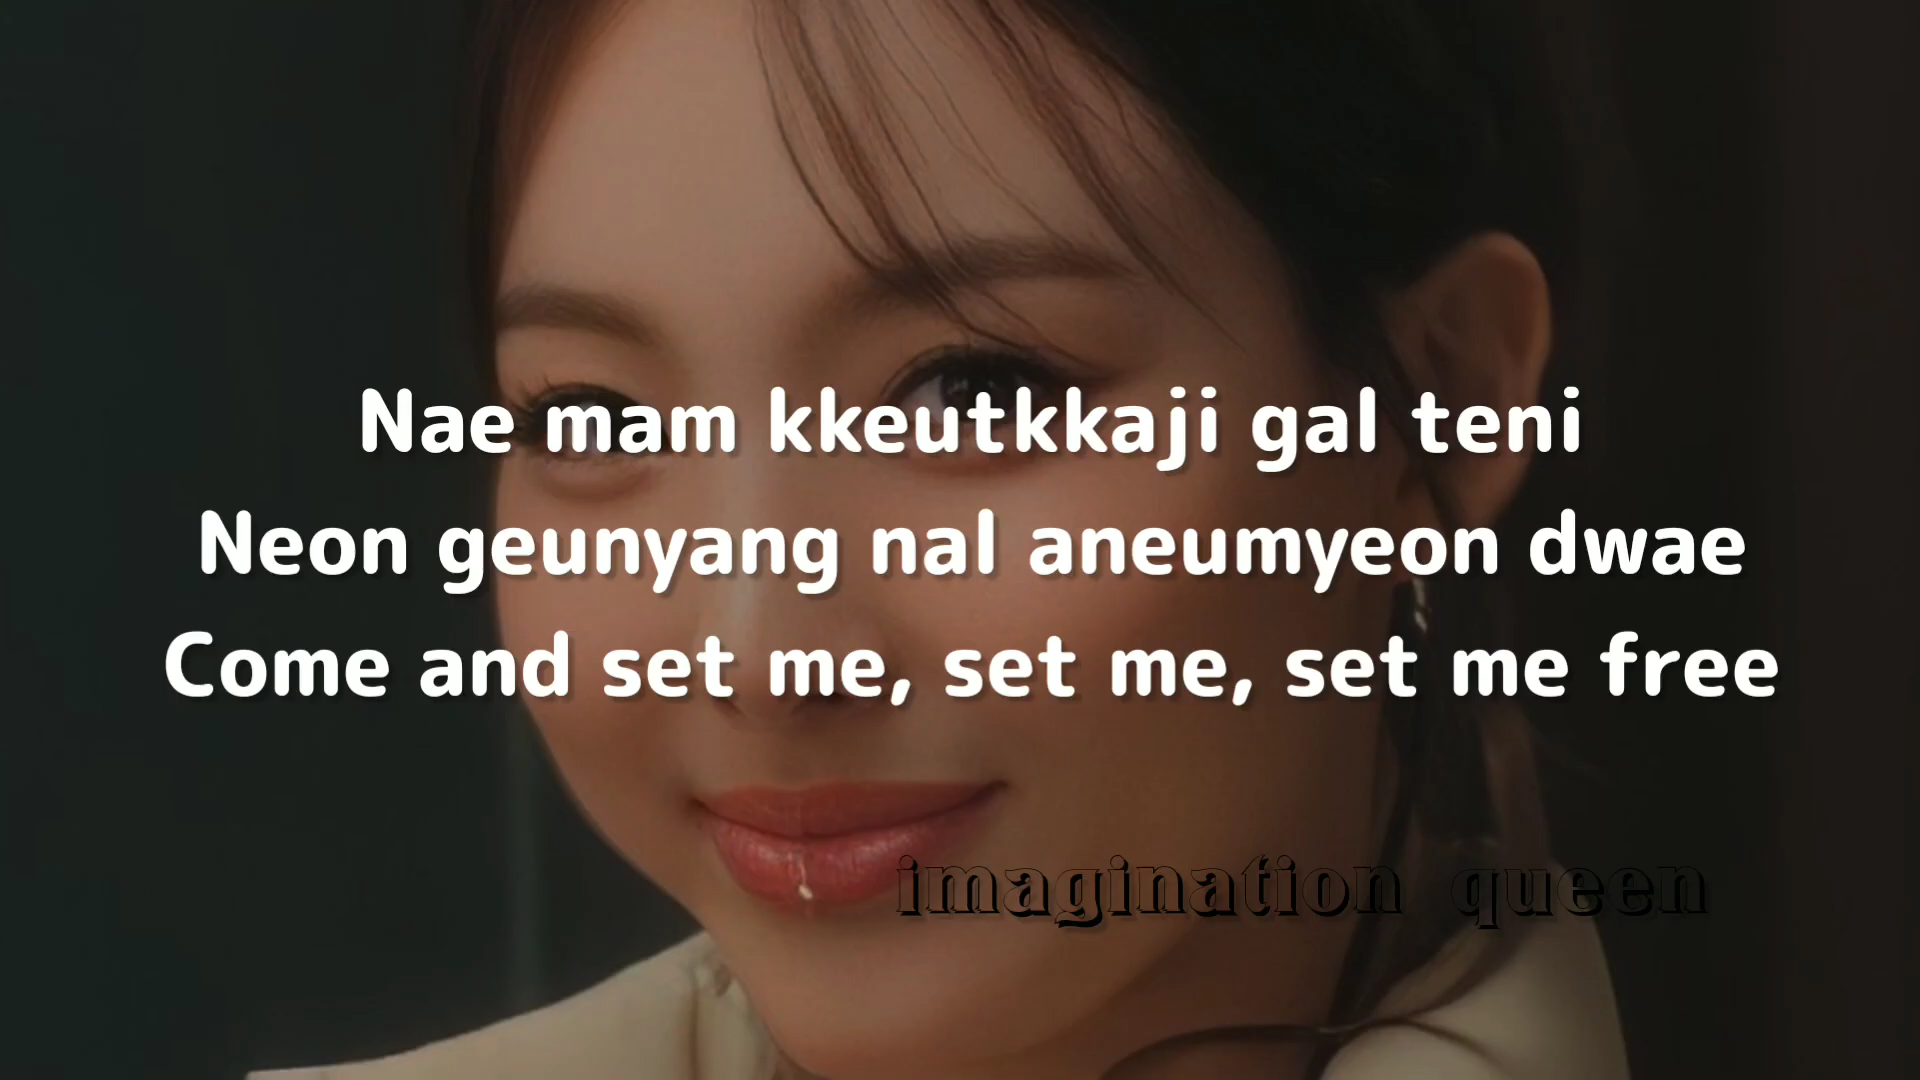 Nae mam kkeutkkaji gal teni
Neon geunyang nal aneumyeon dwae
Come and set me, set me, set me free
imagination queen